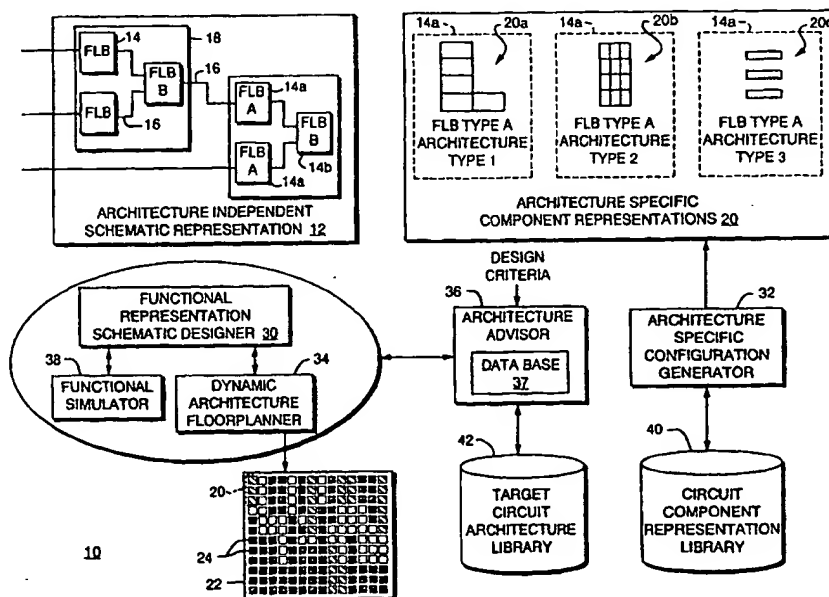 18
14
FLB
FLB
B
16
FLB
16
14a
FLB
A
FLB
B
FLB
A
14b
14a
ARCHITECTURE INDEPENDENT
SCHEMATIC REPRESENTATION 12
14a
20a
FLB TYPE A
ARCHITECTURE
TYPE 1
14a
20b
FLB TYPE A
ARCHITECTURE
TYPE 2
14a
20c
FLB TYPE A
ARCHITECTURE
TYPE 3
ARCHITECTURE SPECIFIC
COMPONENT REPRESENTATIONS 20
FUNCTIONAL
REPRESENTATION
SCHEMATIC DESIGNER 30
38
FUNCTIONAL
SIMULATOR
34
DYNAMIC
ARCHITECTURE
FLOORPLANNER
DESIGN
CRITERIA
36
ARCHITECTURE
ADVISOR
DATA BASE
37
32
ARCHITECTURE
SPECIFIC
CONFIGURATION
GENERATOR
42
TARGET
CIRCUIT
ARCHITECTURE
LIBRARY
40
CIRCUIT
COMPONENT
REPRESENTATION
LIBRARY
20
24
22
10